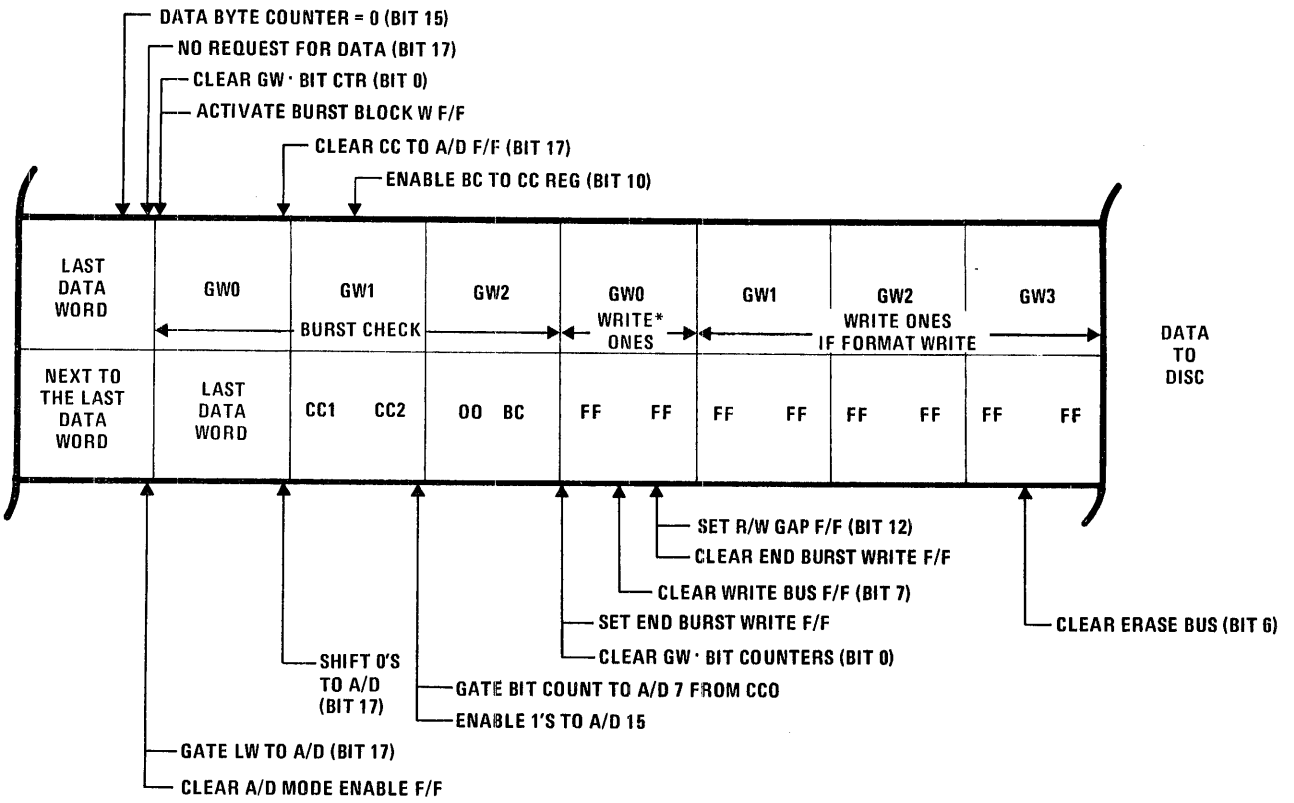 DATA BYTE COUNTER = 0 (BIT 15)
NO REQUEST FOR DATA (BIT 17)
CLEAR GW · BIT CTR (BIT 0)
ACTIVATE BURST BLOCK W F/F
CLEAR CC TO A/D F/F (BIT 17)
ENABLE BC TO CC REG (BIT 10)
LAST
DATA
WORD
GW0
GW1
GW2
GW0
GW1
GW2
GW3
BURST CHECK
WRITE*
ONES
WRITE ONES
IF FORMAT WRITE
DATA
TO
DISC
NEXT TO
THE LAST
DATA
WORD
LAST
DATA
WORD
CC1 CC2
00 BC
FF FF
FF FF
FF FF
FF FF
SET R/W GAP F/F (BIT 12)
CLEAR END BURST WRITE F/F
CLEAR WRITE BUS F/F (BIT 7)
SET END BURST WRITE F/F
CLEAR GW · BIT COUNTERS (BIT 0)
CLEAR ERASE BUS (BIT 6)
SHIFT 0'S
TO A/D
(BIT 17)
GATE BIT COUNT TO A/D 7 FROM CC0
ENABLE 1'S TO A/D 15
GATE LW TO A/D (BIT 17)
CLEAR A/D MODE ENABLE F/F